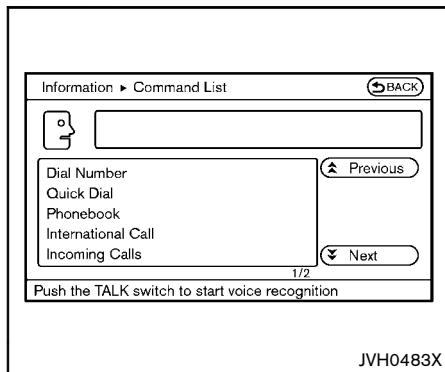 Information ▸ Command List
BACK
Dial Number
Quick Dial
Phonebook
International Call
Incoming Calls
Previous
Next
1/2
Push the TALK switch to start voice recognition
JVH0483X